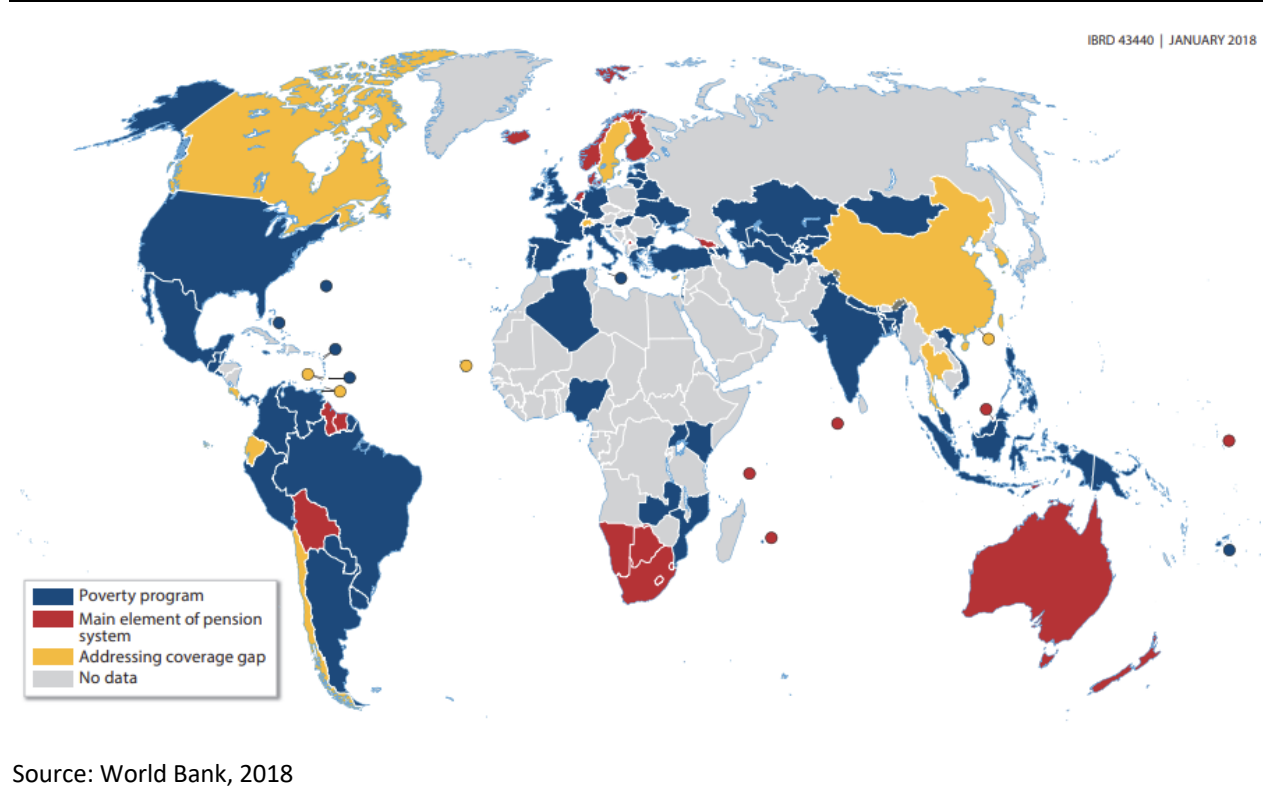 IBRD 43440 | JANUARY 2018
Poverty program
Main element of pension
system
Addressing coverage gap
No data
Source: World Bank, 2018